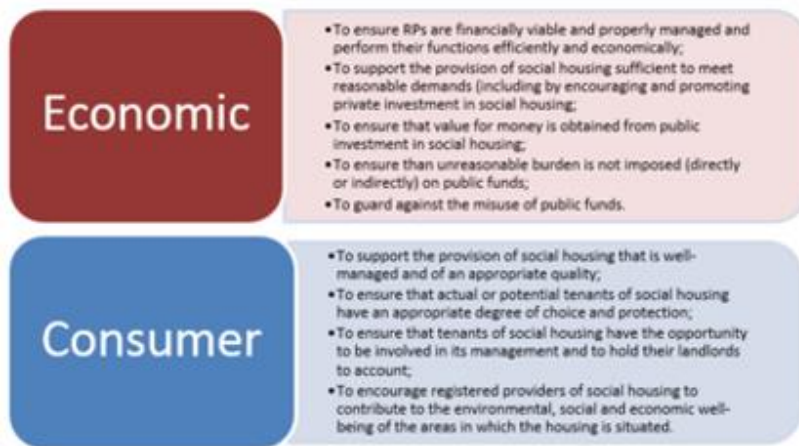 Economic
•To ensure RPs are financially viable and properly managed and
perform their functions efficiently and economically;
•To support the provision of social housing sufficient to meet
reasonable demands (including by encouraging and promoting
private investment in social housing;
•To ensure that value for money is obtained from public
investment in social housing;
•To ensure than unreasonable burden is not imposed (directly
or indirectly) on public funds;
•To guard against the misuse of public funds.
Consumer
•To support the provision of social housing that is well-
managed and of an appropriate quality;
•To ensure that actual or potential tenants of social housing
have an appropriate degree of choice and protection;
•To ensure that tenants of social housing have the opportunity
to be involved in its management and to hold their landlords
to account;
•To encourage registered providers of social housing to
contribute to the environmental, social and economic well-
being of the areas in which the housing is situated.